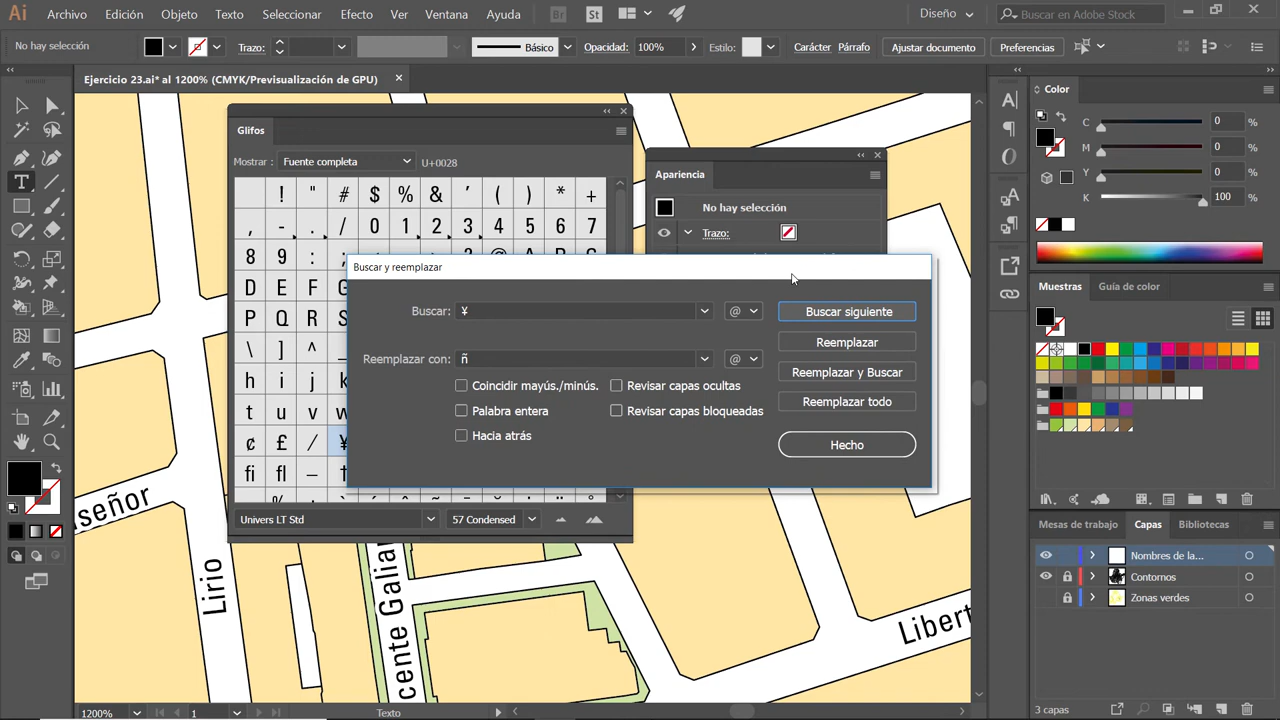 Ai Archivo Edición Objeto Texto Seleccionar Efecto Ver Ventana Ayuda Br St Diseño Buscar en Adobe Stock
No hay selección Trazo: Básico Opacidad: 100% Estilo: Carácter Párrafo Ajustar documento Preferencias
Ejercicio 23.ai* al 1200% (CMYK/Previsualización de GPU)
Glifos
Mostrar : Fuente completa U+0028
! " # $ % & ’ ( ) * +
, - . / 0 1 2 3 4 5 6 7
8 9 : ;
D E F G
P Q R S
\ ] ^ _
h i j k
t u v w
¢ £ ⁄ ¥
fi fl –
Univers LT Std 57 Condensed
Apariencia
No hay selección
Trazo:
Buscar y reemplazar
Buscar: ¥ @ Buscar siguiente
Reemplazar
Reemplazar con: ñ @
Reemplazar y Buscar
Coincidir mayús./minús. Revisar capas ocultas
Reemplazar todo
Palabra entera Revisar capas bloqueadas
Hacia atrás
Hecho
Color
C 0 %
M 0 %
Y 0 %
K 100 %
Muestras Guía de color
Mesas de trabajo Capas Bibliotecas
Nombres de la...
Contornos
Zonas verdes
3 capas
señor
Lirio
cente Galia
Libert
1200% 1 Texto